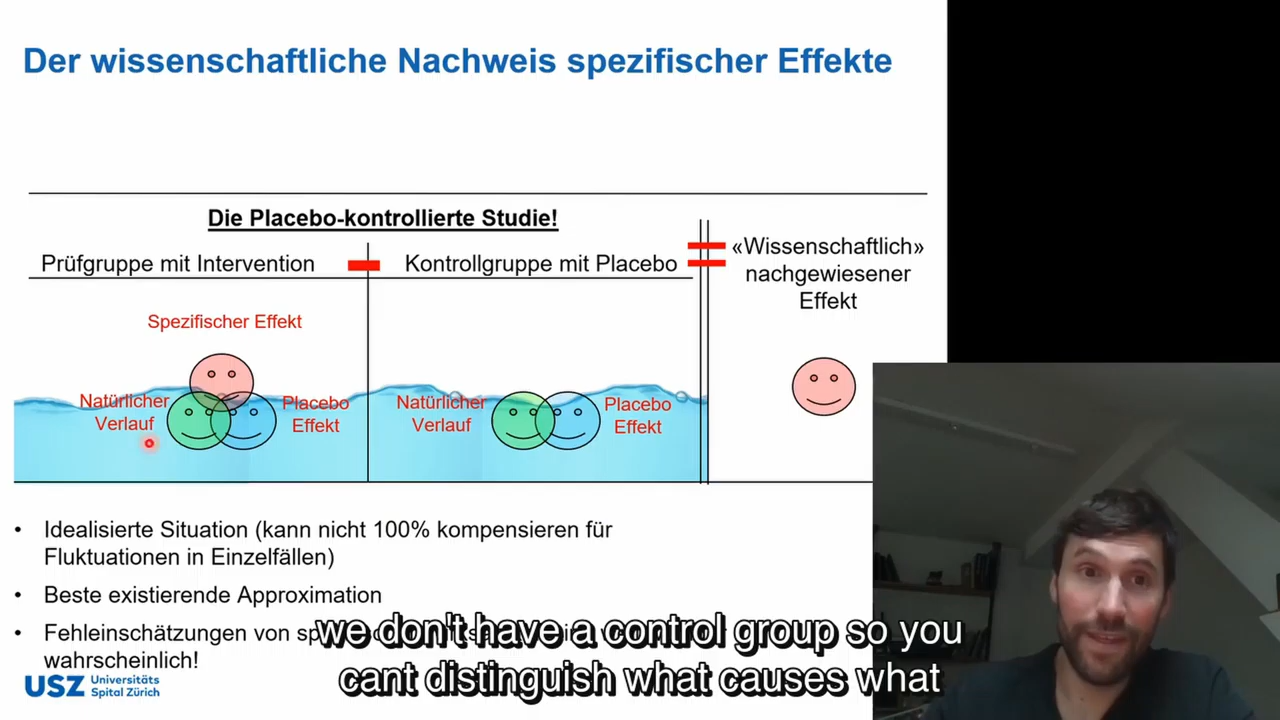 Der wissenschaftliche Nachweis spezifischer Effekte
Die Placebo-kontrollierte Studie!
Prüfgruppe mit Intervention
Kontrollgruppe mit Placebo
«Wissenschaftlich»
nachgewiesener
Effekt
Spezifischer Effekt
Natürlicher
Verlauf
Placebo
Effekt
Natürlicher
Verlauf
Placebo
Effekt
• Idealisierte Situation (kann nicht 100% kompensieren für
Fluktuationen in Einzelfällen)
• Beste existierende Approximation
• Fehleinschätzungen von
wahrscheinlich!
we don't have a control group so you
cant distinguish what causes what
USZ Universitäts
Spital Zürich